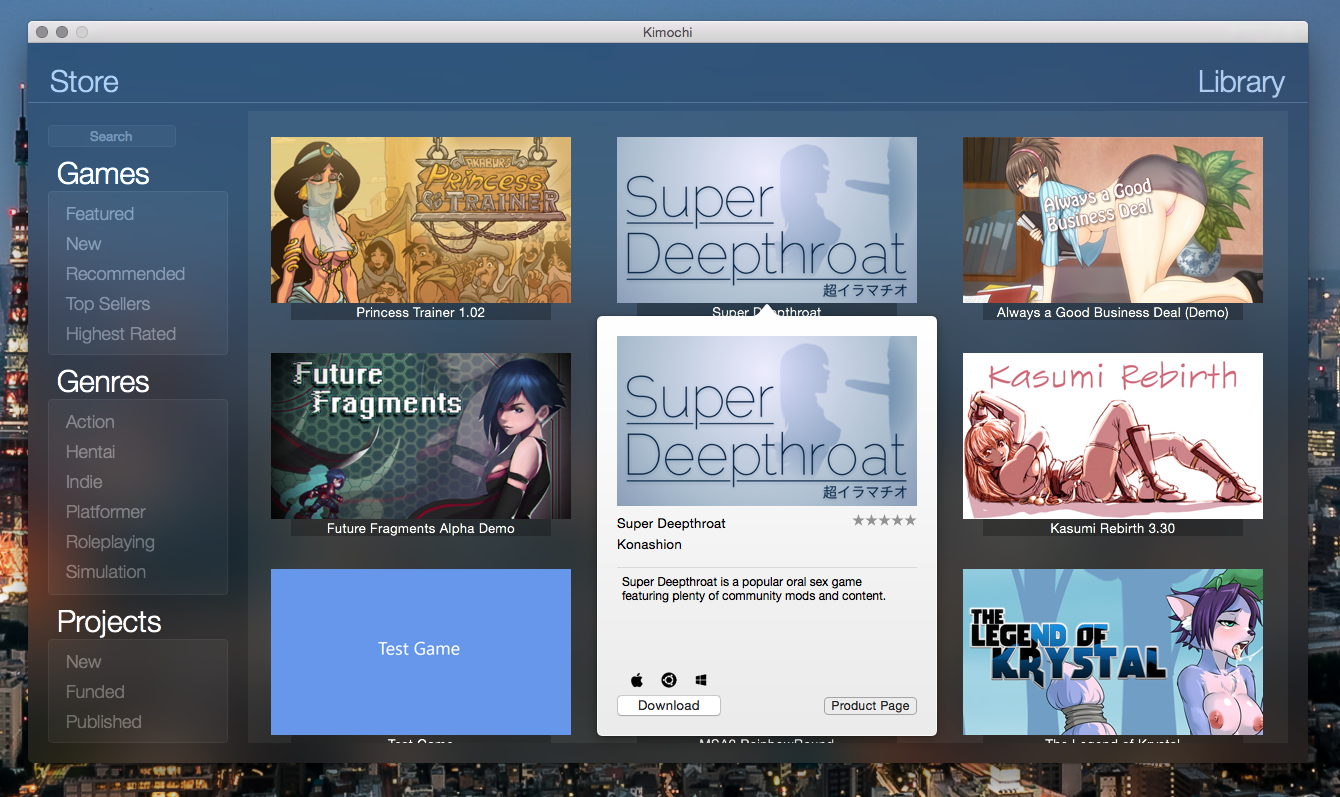 Kimochi
Store
Library
Search
Games
Featured
New
Recommended
Top Sellers
Highest Rated
Genres
Action
Hentai
Indie
Platformer
Roleplaying
Simulation
Projects
New
Funded
Published
AKABUR'S
Princess
TRAINER
Princess Trainer 1.02
Super
Deepthroat
超イラマチオ
Super Deepthroat
Always a Good
Business Deal
Always a Good Business Deal (Demo)
Future
Fragments
Future Fragments Alpha Demo
Super
Deepthroat
超イラマチオ
Super Deepthroat
Konashion
Super Deepthroat is a popular oral sex game
featuring plenty of community mods and content.
Download
Product Page
Kasumi Rebirth
Kasumi Rebirth 3.30
Test Game
Test Game
THE
LEGEND OF
KRYSTAL
The Legend of Krystal